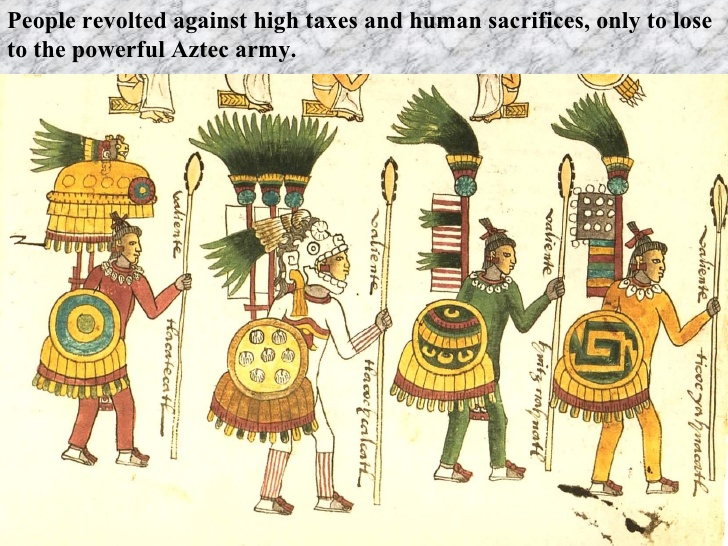 People revolted against high taxes and human sacrifices, only to lose
to the powerful Aztec army.
valiente
valiente
valiente
valiente